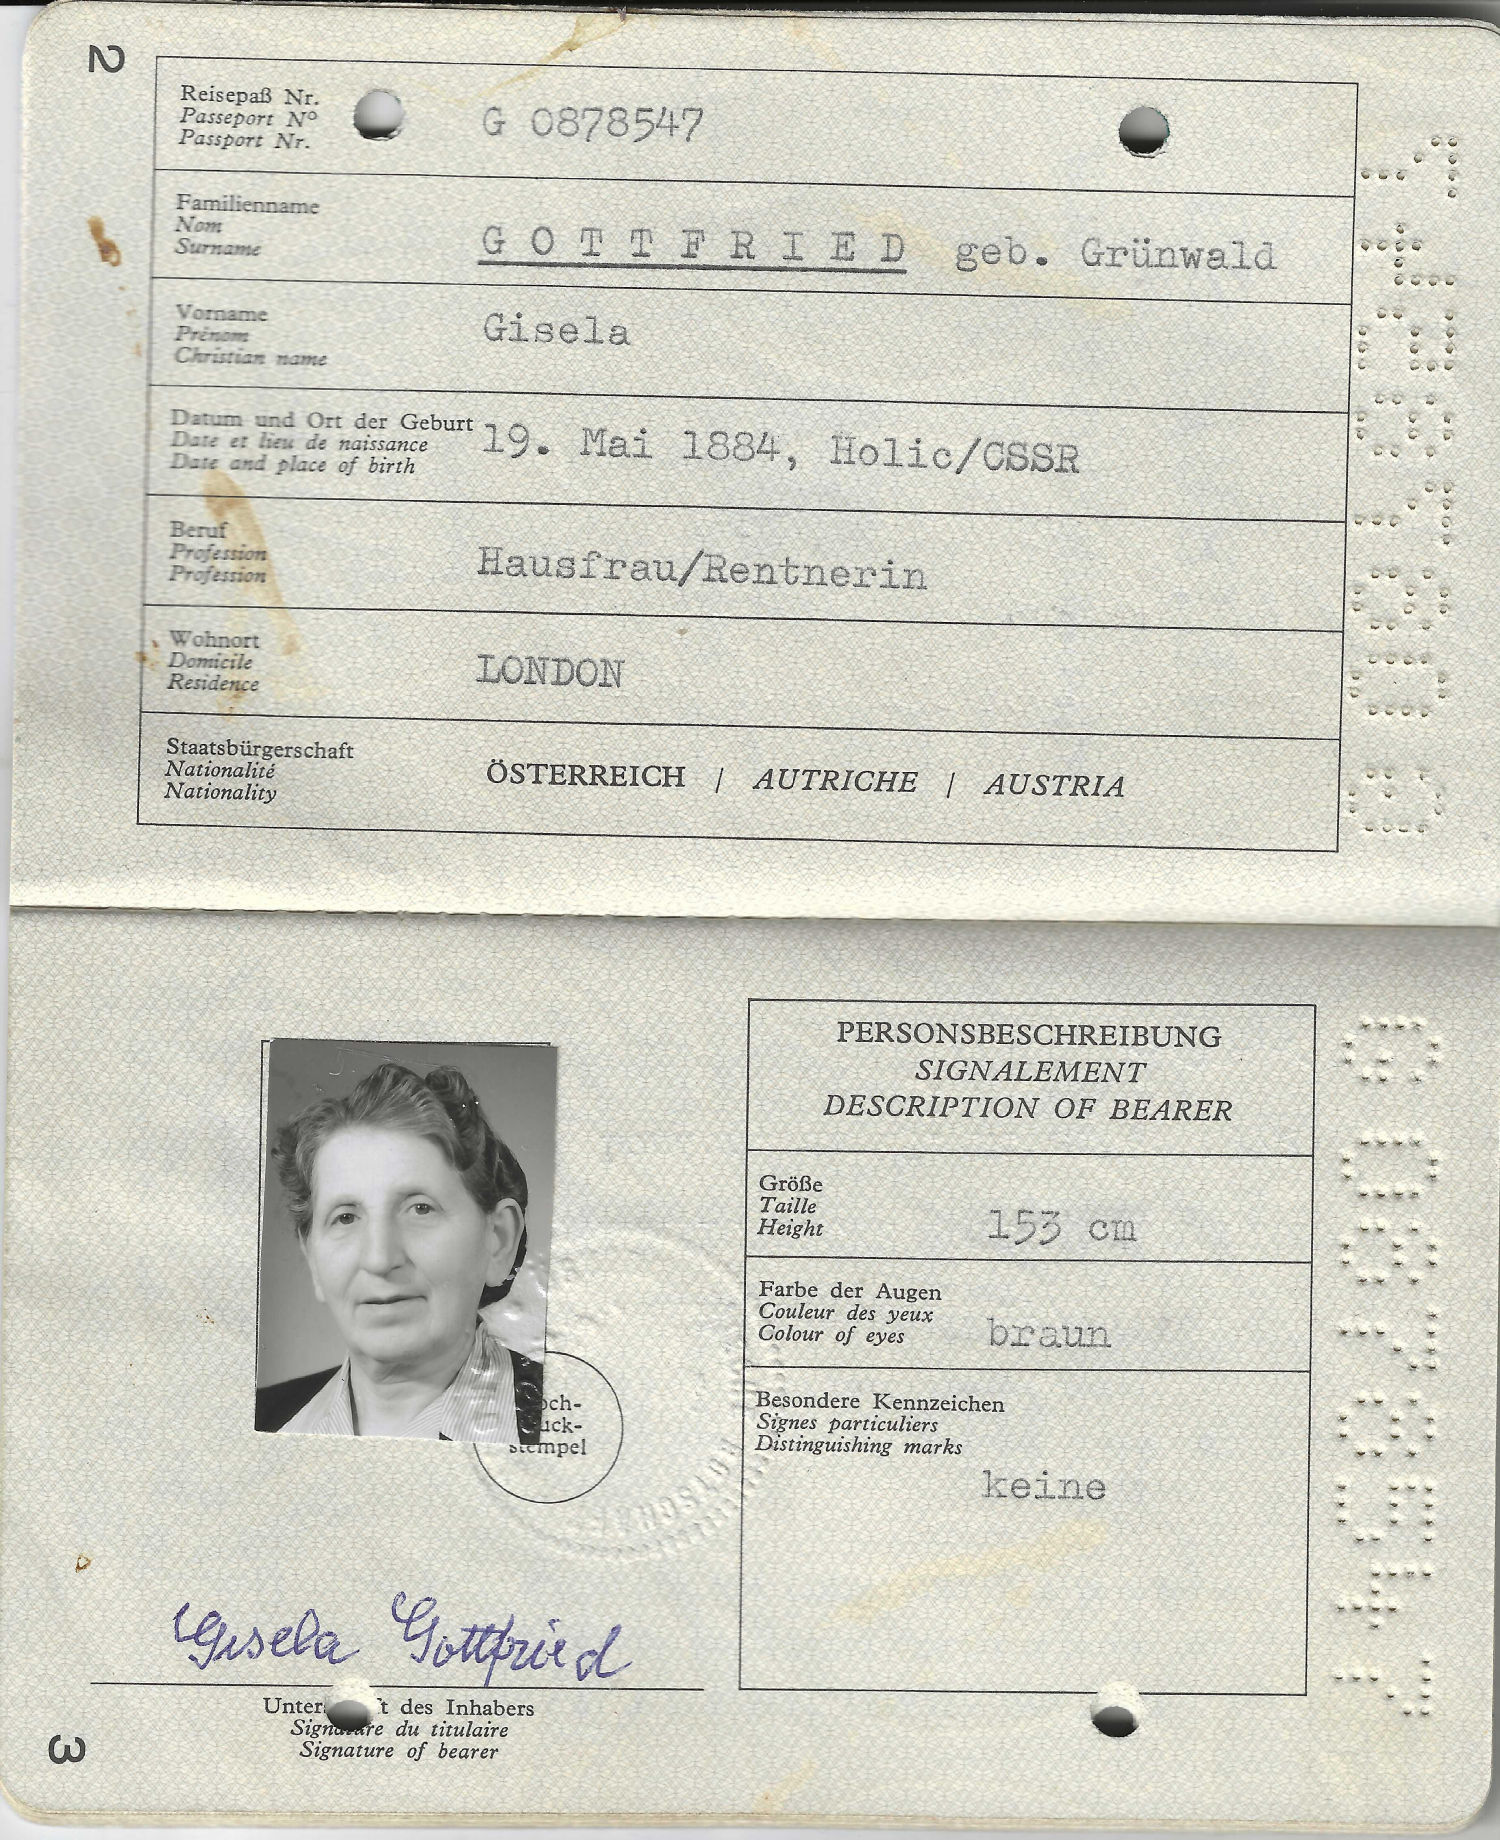 2
Reisepaß Nr.
Passeport Nº
Passport Nr.
G 0878547
Familienname
Nom
Surname
GOTTFRIED geb. Grünwald
Vorname
Prénom
Christian name
Gisela
Datum und Ort der Geburt
Date et lieu de naissance
Date and place of birth
19. Mai 1884, Holic/CSSR
Beruf
Profession
Profession
Hausfrau/Rentnerin
Wohnort
Domicile
Residence
LONDON
Staatsbürgerschaft
Nationalité
Nationality
ÖSTERREICH / AUTRICHE / AUSTRIA
PERSONSBESCHREIBUNG
SIGNALEMENT
DESCRIPTION OF BEARER
Größe
Taille
Height
153 cm
Farbe der Augen
Couleur des yeux
Colour of eyes
braun
Besondere Kennzeichen
Signes particuliers
Distinguishing marks
keine
och-
uck-
stempel
Gisela Gottfried
des Inhabers
du titulaire
Signature of bearer
3